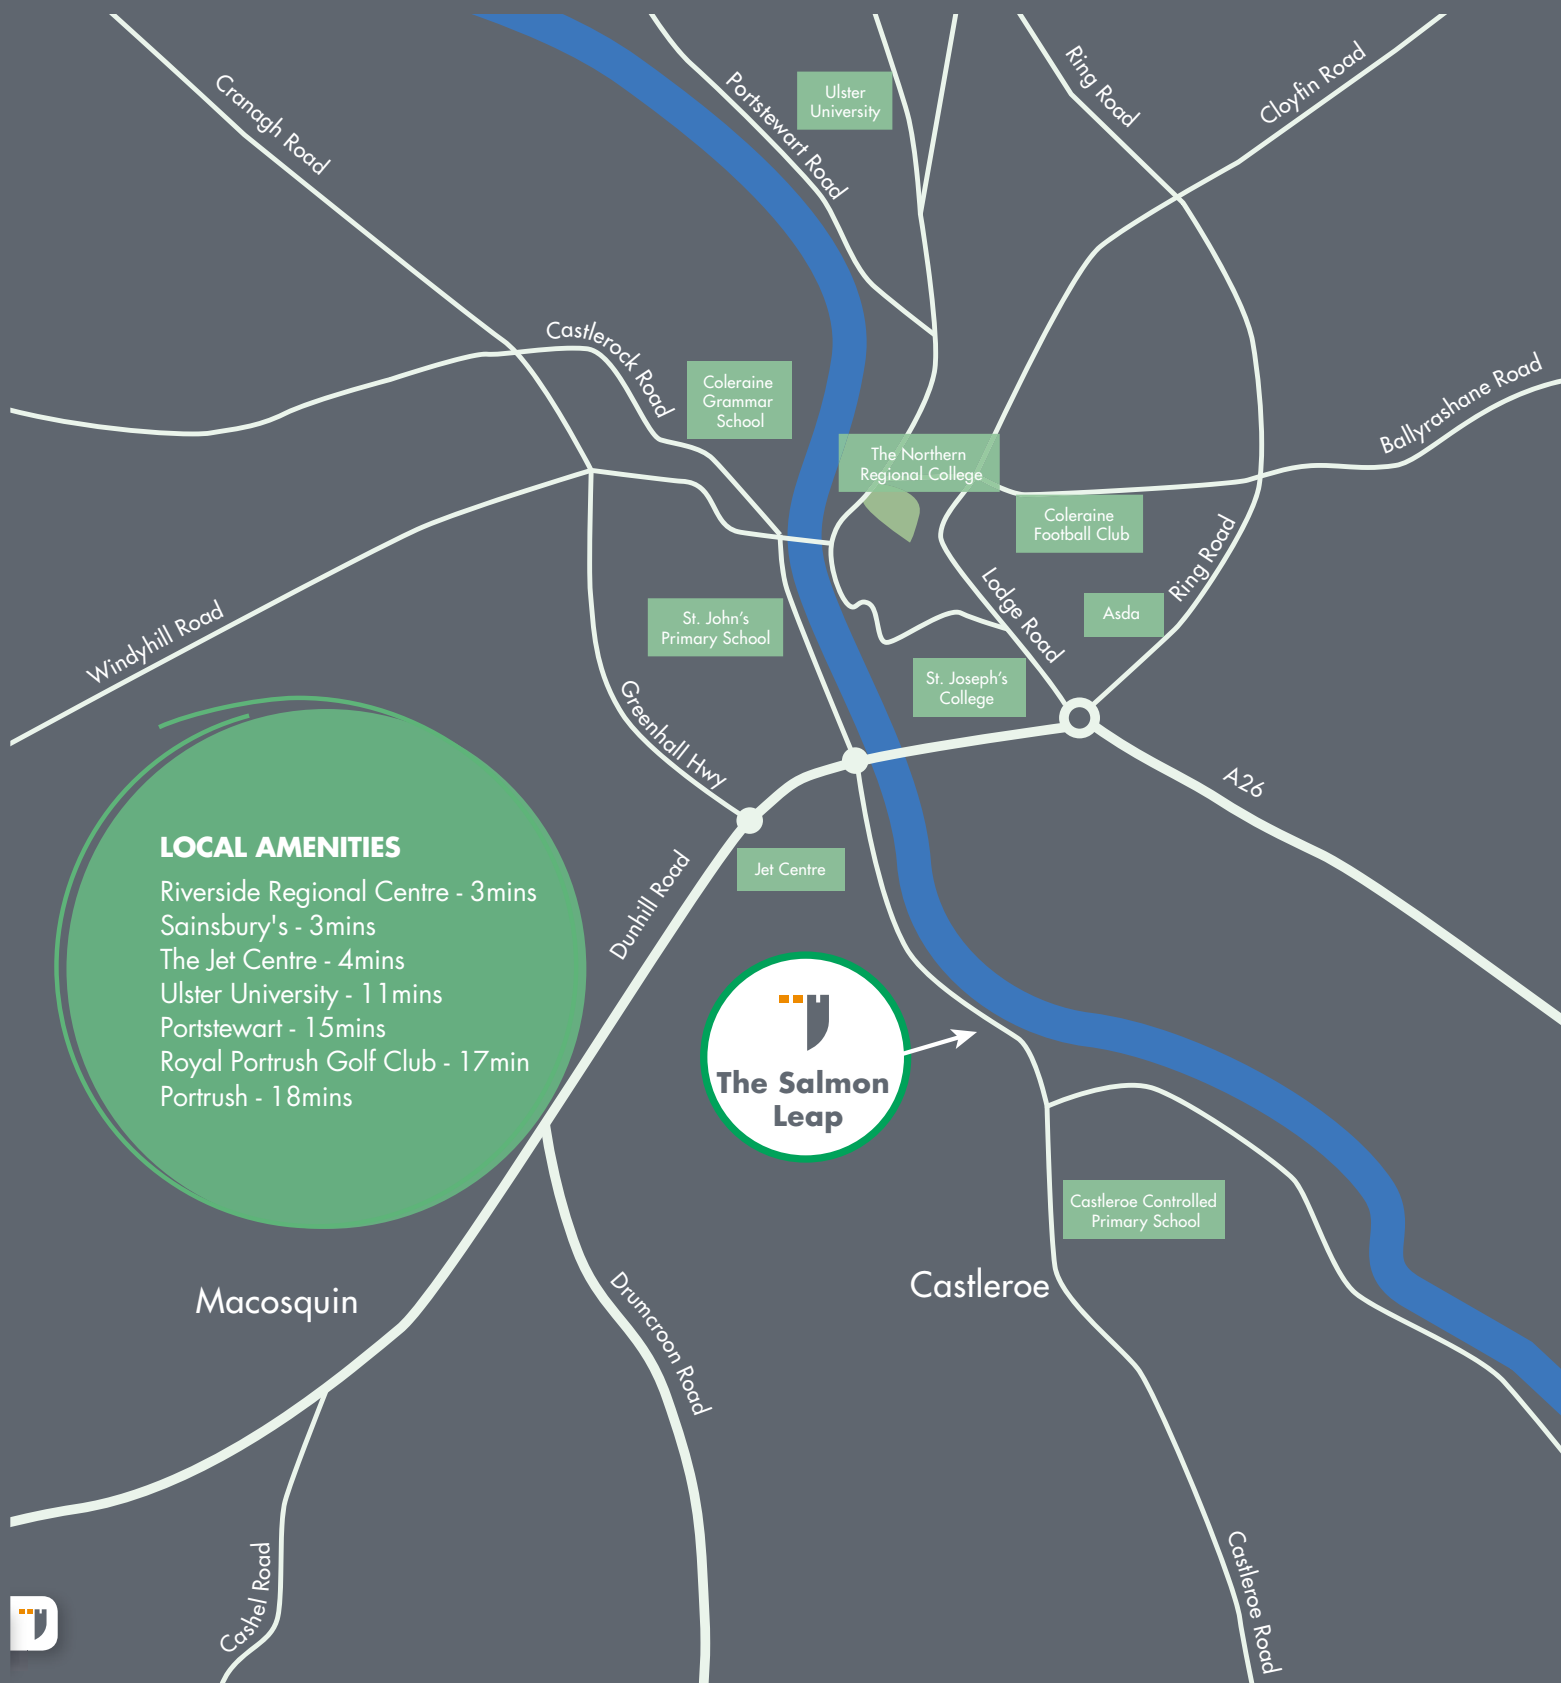 Cranagh Road
Portstewart Road
Ulster
University
Ring Road
Cloyfin Road
Castlerock Road
Coleraine
Grammar
School
The Northern
Regional College
Ballyrashane Road
Coleraine
Football Club
Windyhill Road
St. John's
Primary School
Lodge Road
Asda
Ring Road
St. Joseph's
College
Greenhall Hwy
A26
LOCAL AMENITIES
Riverside Regional Centre - 3mins
Sainsbury's - 3mins
The Jet Centre - 4mins
Ulster University - 11mins
Portstewart - 15mins
Royal Portrush Golf Club - 17min
Portrush - 18mins
Dunhill Road
Jet Centre
The Salmon
Leap
Castleroe Controlled
Primary School
Macosquin
Castleroe
Drumcroon Road
Cashel Road
Castleroe Road